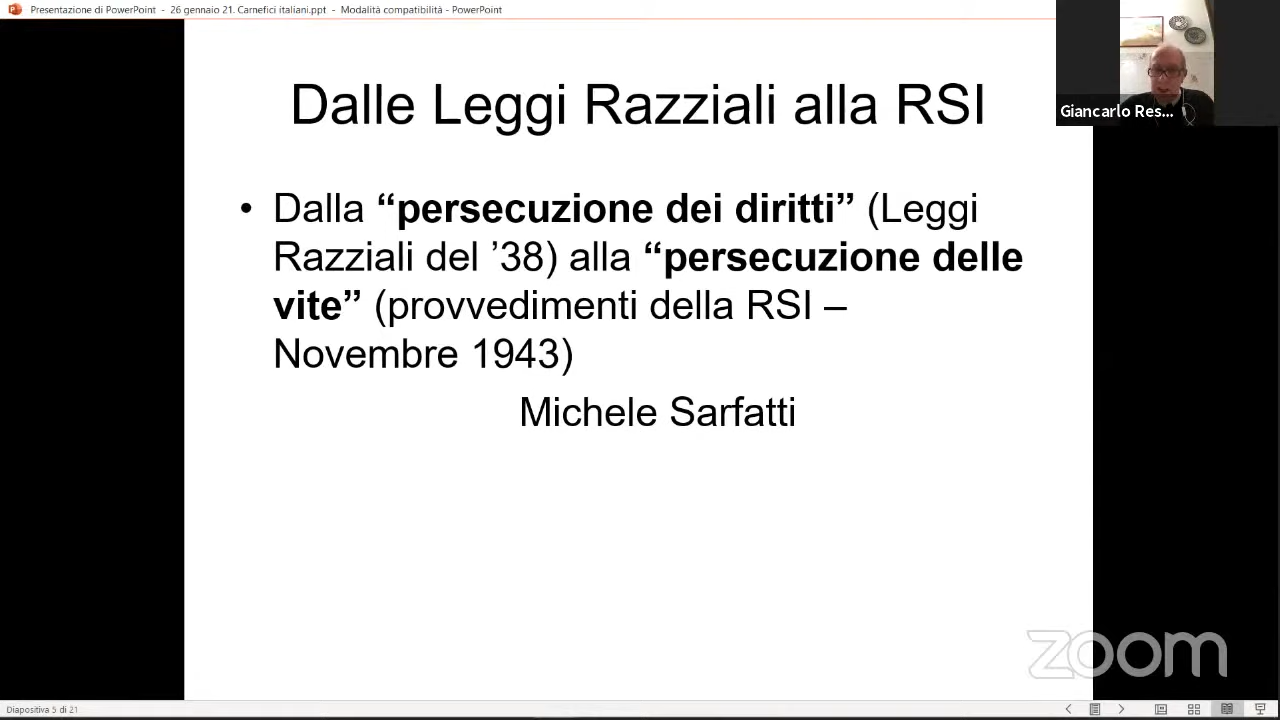 Presentazione di PowerPoint - 26 gennaio 21. Carnefici italiani.ppt - Modalità compatibilità - PowerPoint
Giancarlo Res...
Dalle Leggi Razziali alla RSI
• Dalla “persecuzione dei diritti” (Leggi
Razziali del ’38) alla “persecuzione delle
vite” (provvedimenti della RSI –
Novembre 1943)
Michele Sarfatti
zoom
Diapositiva 5 di 21